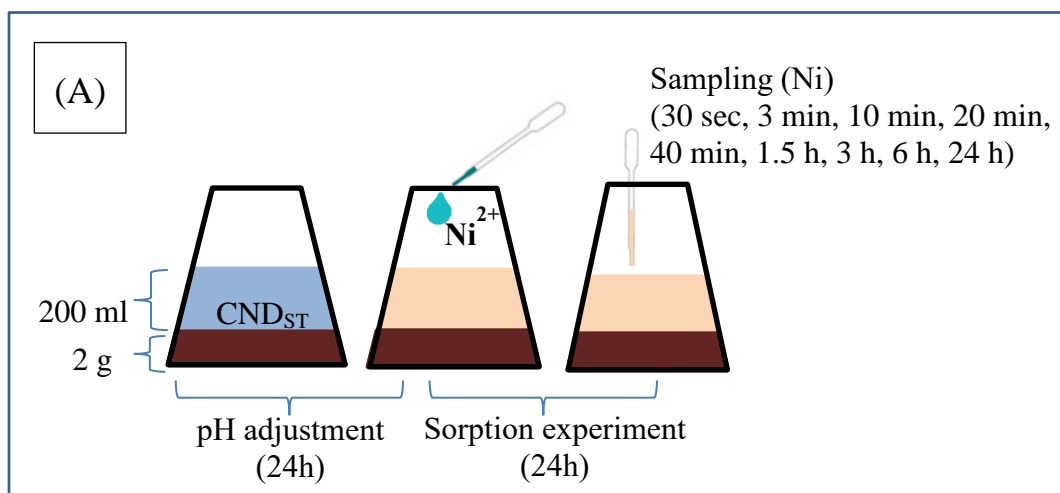 (A)
Sampling (Ni)
(30 sec, 3 min, 10 min, 20 min,
40 min, 1.5 h, 3 h, 6 h, 24 h)
Ni²⁺
200 ml
CND_ST
2 g
pH adjustment
(24h)
Sorption experiment
(24h)